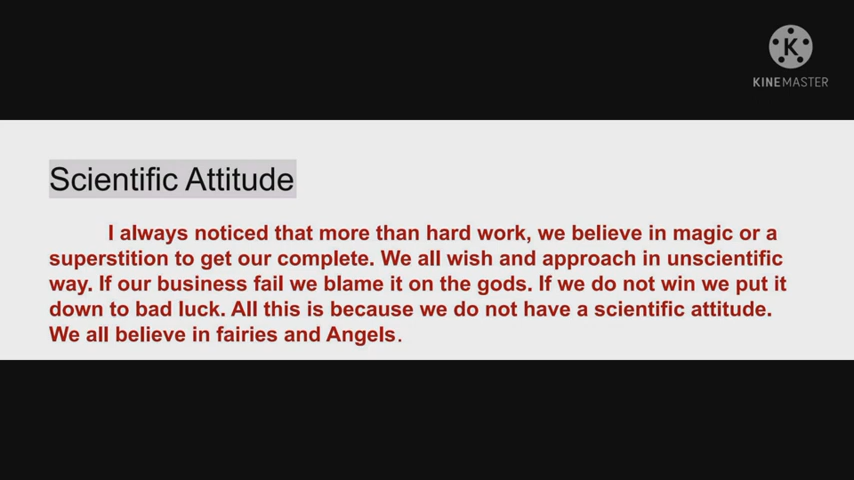 K
KINEMASTER
Scientific Attitude
I always noticed that more than hard work, we believe in magic or a
superstition to get our complete. We all wish and approach in unscientific
way. If our business fail we blame it on the gods. If we do not win we put it
down to bad luck. All this is because we do not have a scientific attitude.
We all believe in fairies and Angels.